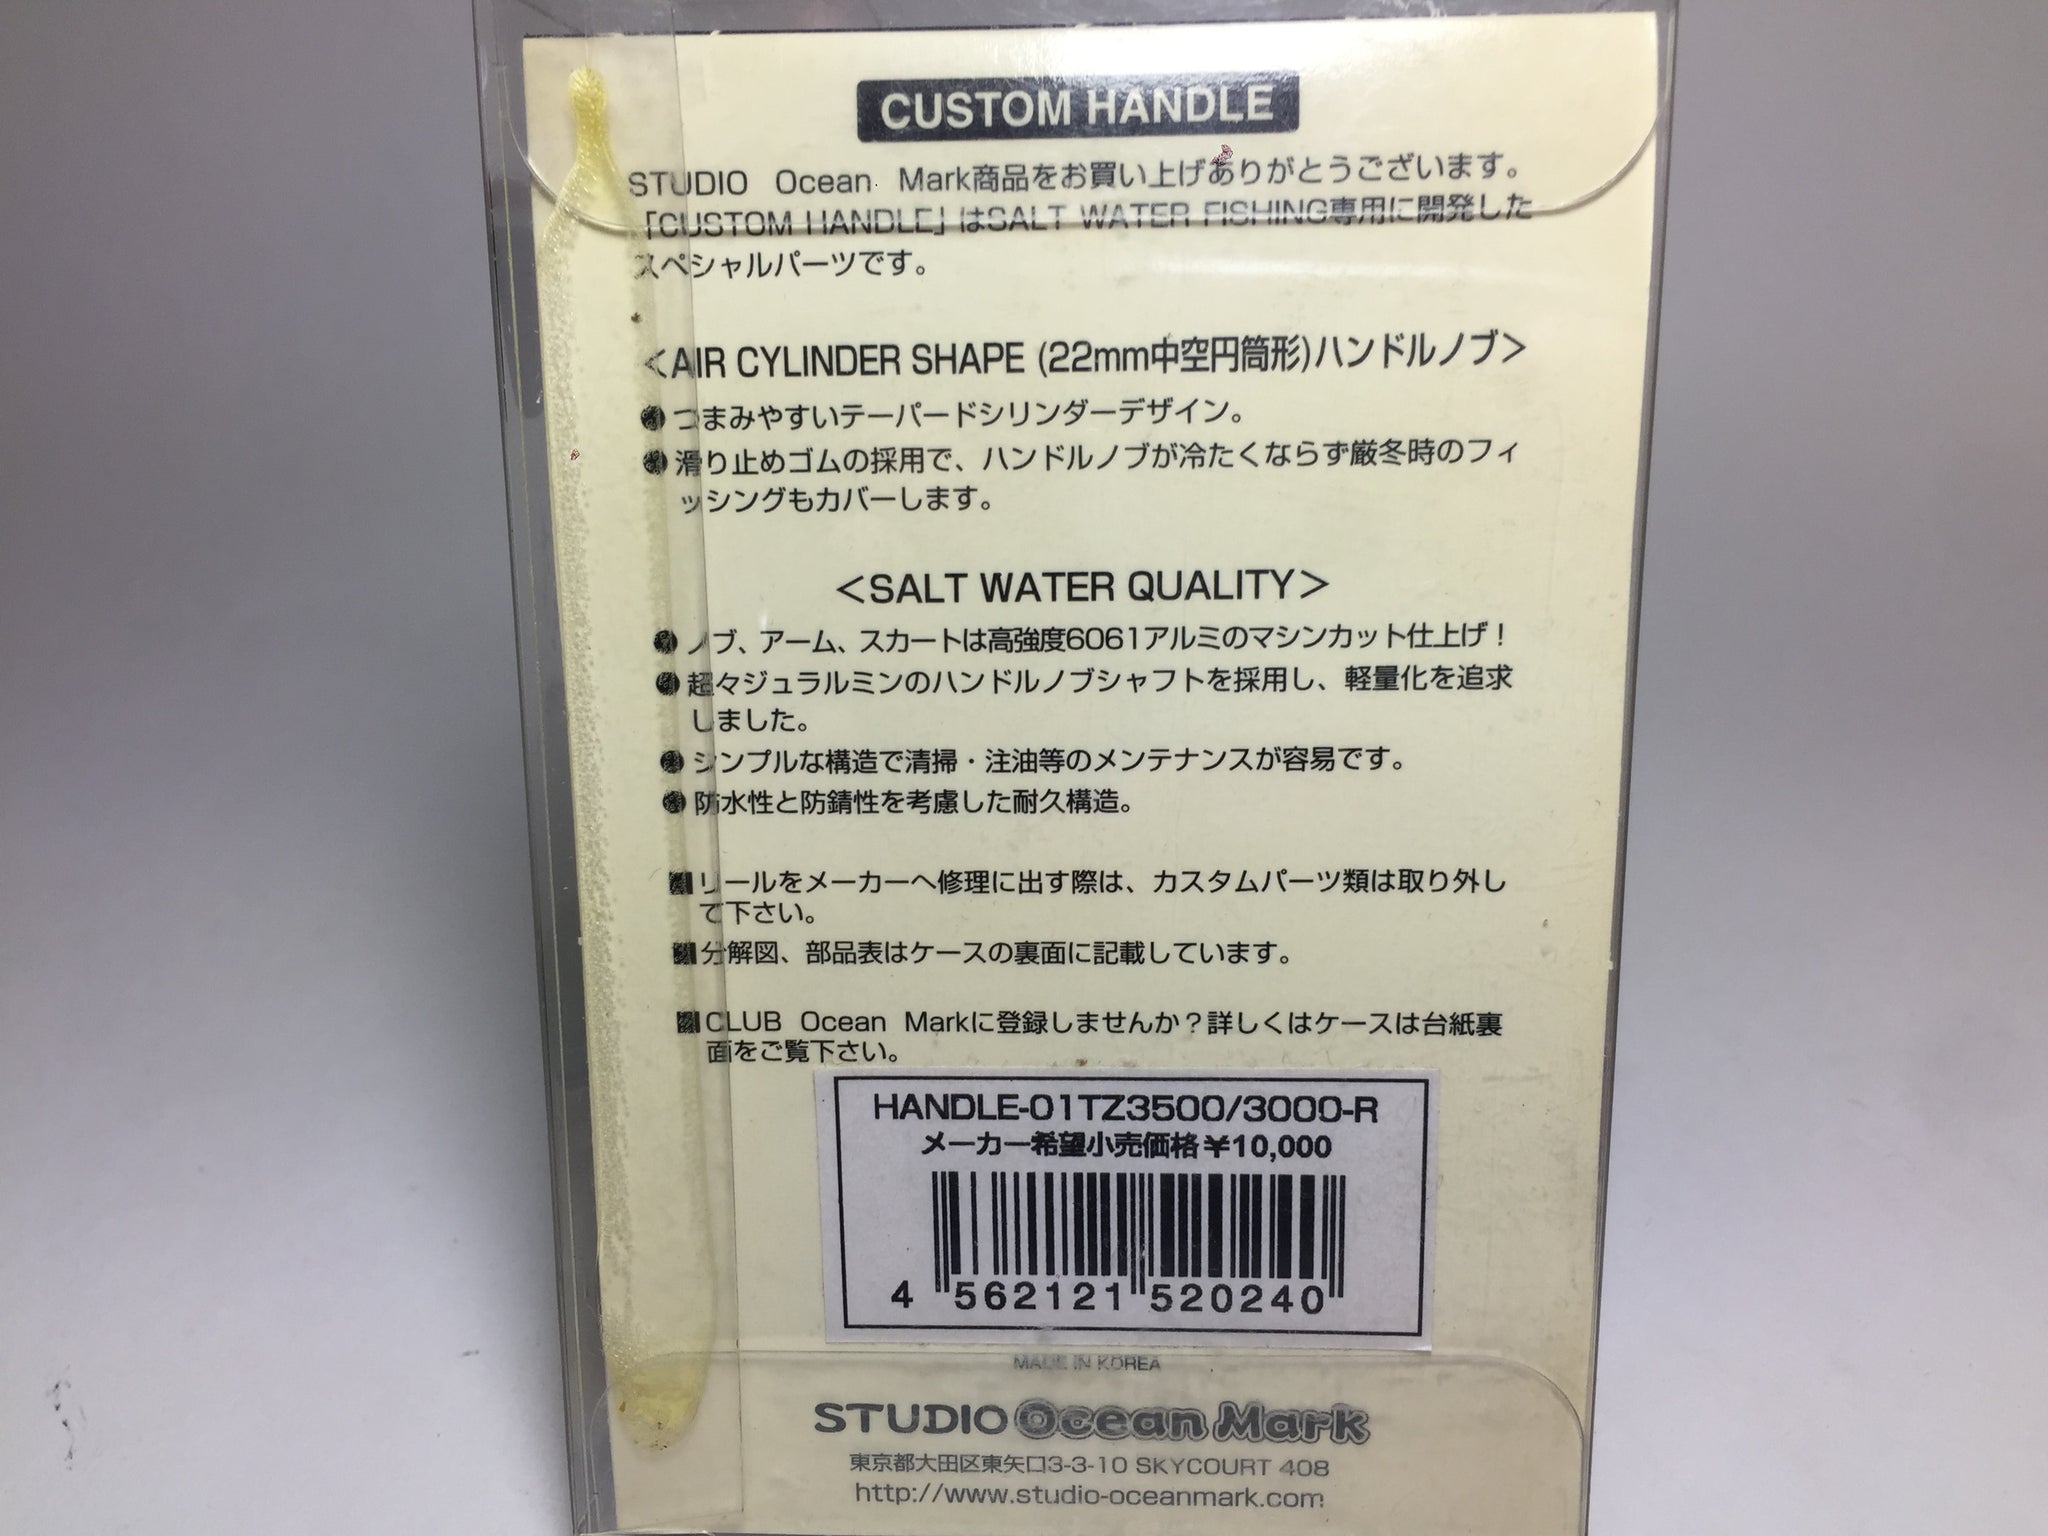 CUSTOM HANDLE
STUDIO Ocean Mark商品をお買い上げありがとうございます。
「CUSTOM HANDLE」はSALT WATER FISHING専用に開発した
スペシャルパーツです。
<AIR CYLINDER SHAPE (22mm中空円筒形)ハンドルノブ>
●つまみやすいテーパードシリンダーデザイン。
●滑り止めゴムの採用で、ハンドルノブが冷たくならず厳冬時のフィ
ッシングもカバーします。
<SALT WATER QUALITY>
●ノブ、アーム、スカートは高強度6061アルミのマシンカット仕上げ！
●超々ジュラルミンのハンドルノブシャフトを採用し、軽量化を追求
しました。
●シンプルな構造で清掃・注油等のメンテナンスが容易です。
●防水性と防錆性を考慮した耐久構造。
■リールをメーカーへ修理に出す際は、カスタムパーツ類は取り外し
て下さい。
■分解図、部品表はケースの裏面に記載しています。
■CLUB Ocean Markに登録しませんか？詳しくはケースは台紙裏
面をご覧下さい。
HANDLE-01TZ3500/3000-R
メーカー希望小売価格￥10,000
4 562121 520240
MADE IN KOREA
STUDIO Ocean Mark
東京都大田区東矢口3-3-10 SKYCOURT 408
http://www.studio-oceanmark.com